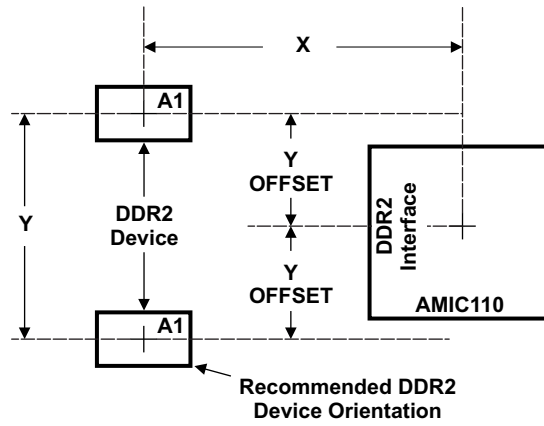 X
A1
Y
OFFSET
DDR2
Interface
Y
DDR2
Device
Y
OFFSET
AMIC110
A1
Recommended DDR2
Device Orientation